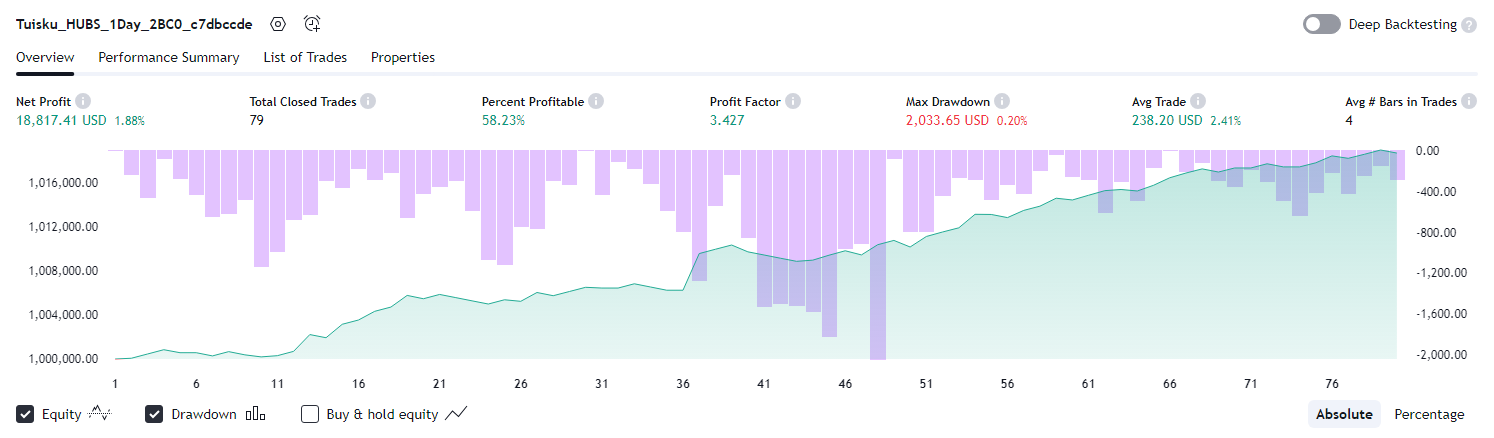 Tuisku_HUBS_1Day_2BC0_c7dbccde Deep Backtesting ?
Overview Performance Summary List of Trades Properties
Net Profit Total Closed Trades Percent Profitable Profit Factor Max Drawdown Avg Trade Avg # Bars in Trades
18,817.41 USD 1.88% 79 58.23% 3.427 2,033.65 USD 0.20% 238.20 USD 2.41% 4
0.00
1,016,000.00 -400.00
1,012,000.00 -800.00
1,008,000.00 -1,200.00
1,004,000.00 -1,600.00
1,000,000.00 -2,000.00
1 6 11 16 21 26 31 36 41 46 51 56 61 66 71 76
Equity Drawdown Buy & hold equity Absolute Percentage